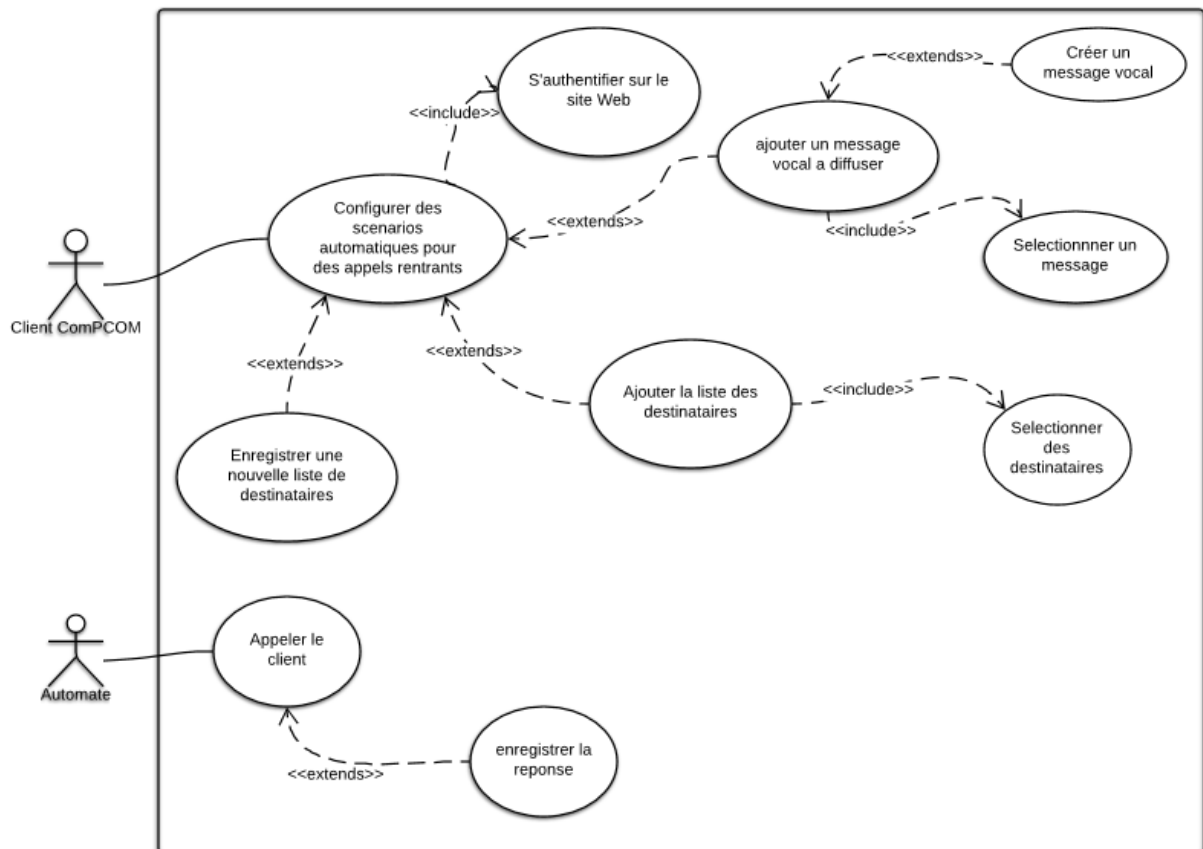 Créer un
message vocal
<<extends>>
S'authentifier sur le
site Web
<<include>>
ajouter un message
vocal a diffuser
<<extends>>
<<include>>
Configurer des
scenarios
automatiques pour
des appels rentrants
Selectionnner un
message
Client ComPCOM
<<extends>>
<<extends>>
Ajouter la liste des
destinataires
<<include>>
Selectionner
des
destinataires
Enregistrer une
nouvelle liste de
destinataires
Appeler le
client
Automate
<<extends>>
enregistrer la
reponse